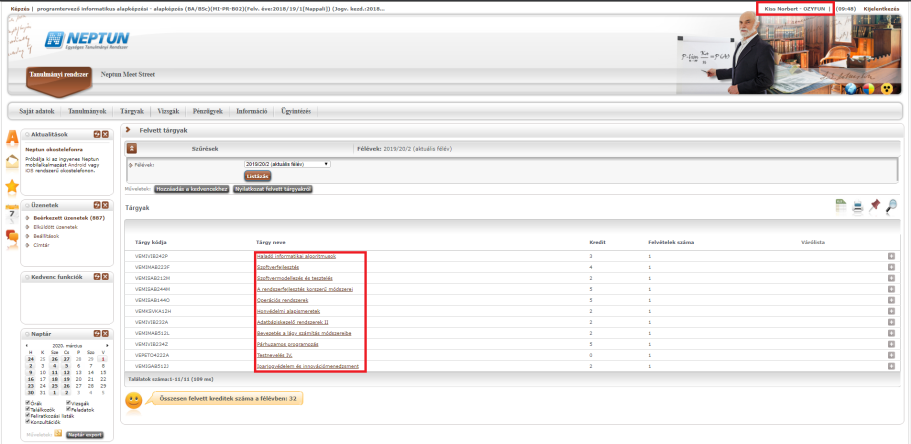 Képzés | programtervező informatikus alapképzési - alapképzés (BA/BSc)(MI-PR-B02)(Felv. éve:2018/19/1[Nappali]) (Jogv. kezd.:2018...
Kiss Norbert - OZYFUN | (09:48) Kijelentkezés
NEPTUN
Egységes Tanulmányi Rendszer
Tanulmányi rendszer Neptun Meet Street
Saját adatok Tanulmányok Tárgyak Vizsgák Pénzügyek Információ Ügyintézés
Aktualitások
Neptun okostelefonra
Próbálja ki az ingyenes Neptun
mobilalkalmazást Android vagy
iOS rendszerű okostelefonon.
Üzenetek
Beérkezett üzenetek (887)
Elküldött üzenetek
Beállítások
Címtár
Kedvenc funkciók
Naptár
2020. március
H K Sze Cs P Szo V
24 25 26 27 28 29 1
2 3 4 5 6 7 8
9 10 11 12 13 14 15
16 17 18 19 20 21 22
23 24 25 26 27 28 29
30 31 1 2 3 4 5
Órák Vizsgák
Találkozók Feladatok
Feliratkozási listák
Konzultációk
Műveletek: Naptár export
Felvett tárgyak
Szűrések Félévek: 2019/20/2 (aktuális félév)
Félévek: 2019/20/2 (aktuális félév)
Listázás
Műveletek: Hozzáadás a kedvencekhez Nyilatkozat felvett tárgyakról
Tárgyak
Tárgy kódja Tárgy neve Kredit Felvételek száma Várólista
VEMIVIB242P Haladó informatikai algoritmusok 3 1
VEMIMAB223F Szoftverfejlesztés 4 1
VEMISAB212M Szoftvermodellezés és tesztelés 2 1
VEMISAB244M A rendszerfejlesztés korszerű módszerei 5 1
VEMISAB144O Operációs rendszerek 5 1
VEMKSVKA12H Honvédelmi alapismeretek 2 1
VEMIVIB232A Adatbáziskezelő rendszerek II 2 1
VEMIMAB512L Bevezetés a lágy számítás módszereibe 2 1
VEMIVIB234Z Párhuzamos programozás 5 1
VEPETO4222A Testnevelés IV. 0 1
VEMIGAB512I Iparjogvédelem és innovációmenedzsment 2 1
Találatok száma:1-11/11 (109 ms)
Összesen felvett kreditek száma a félévben: 32